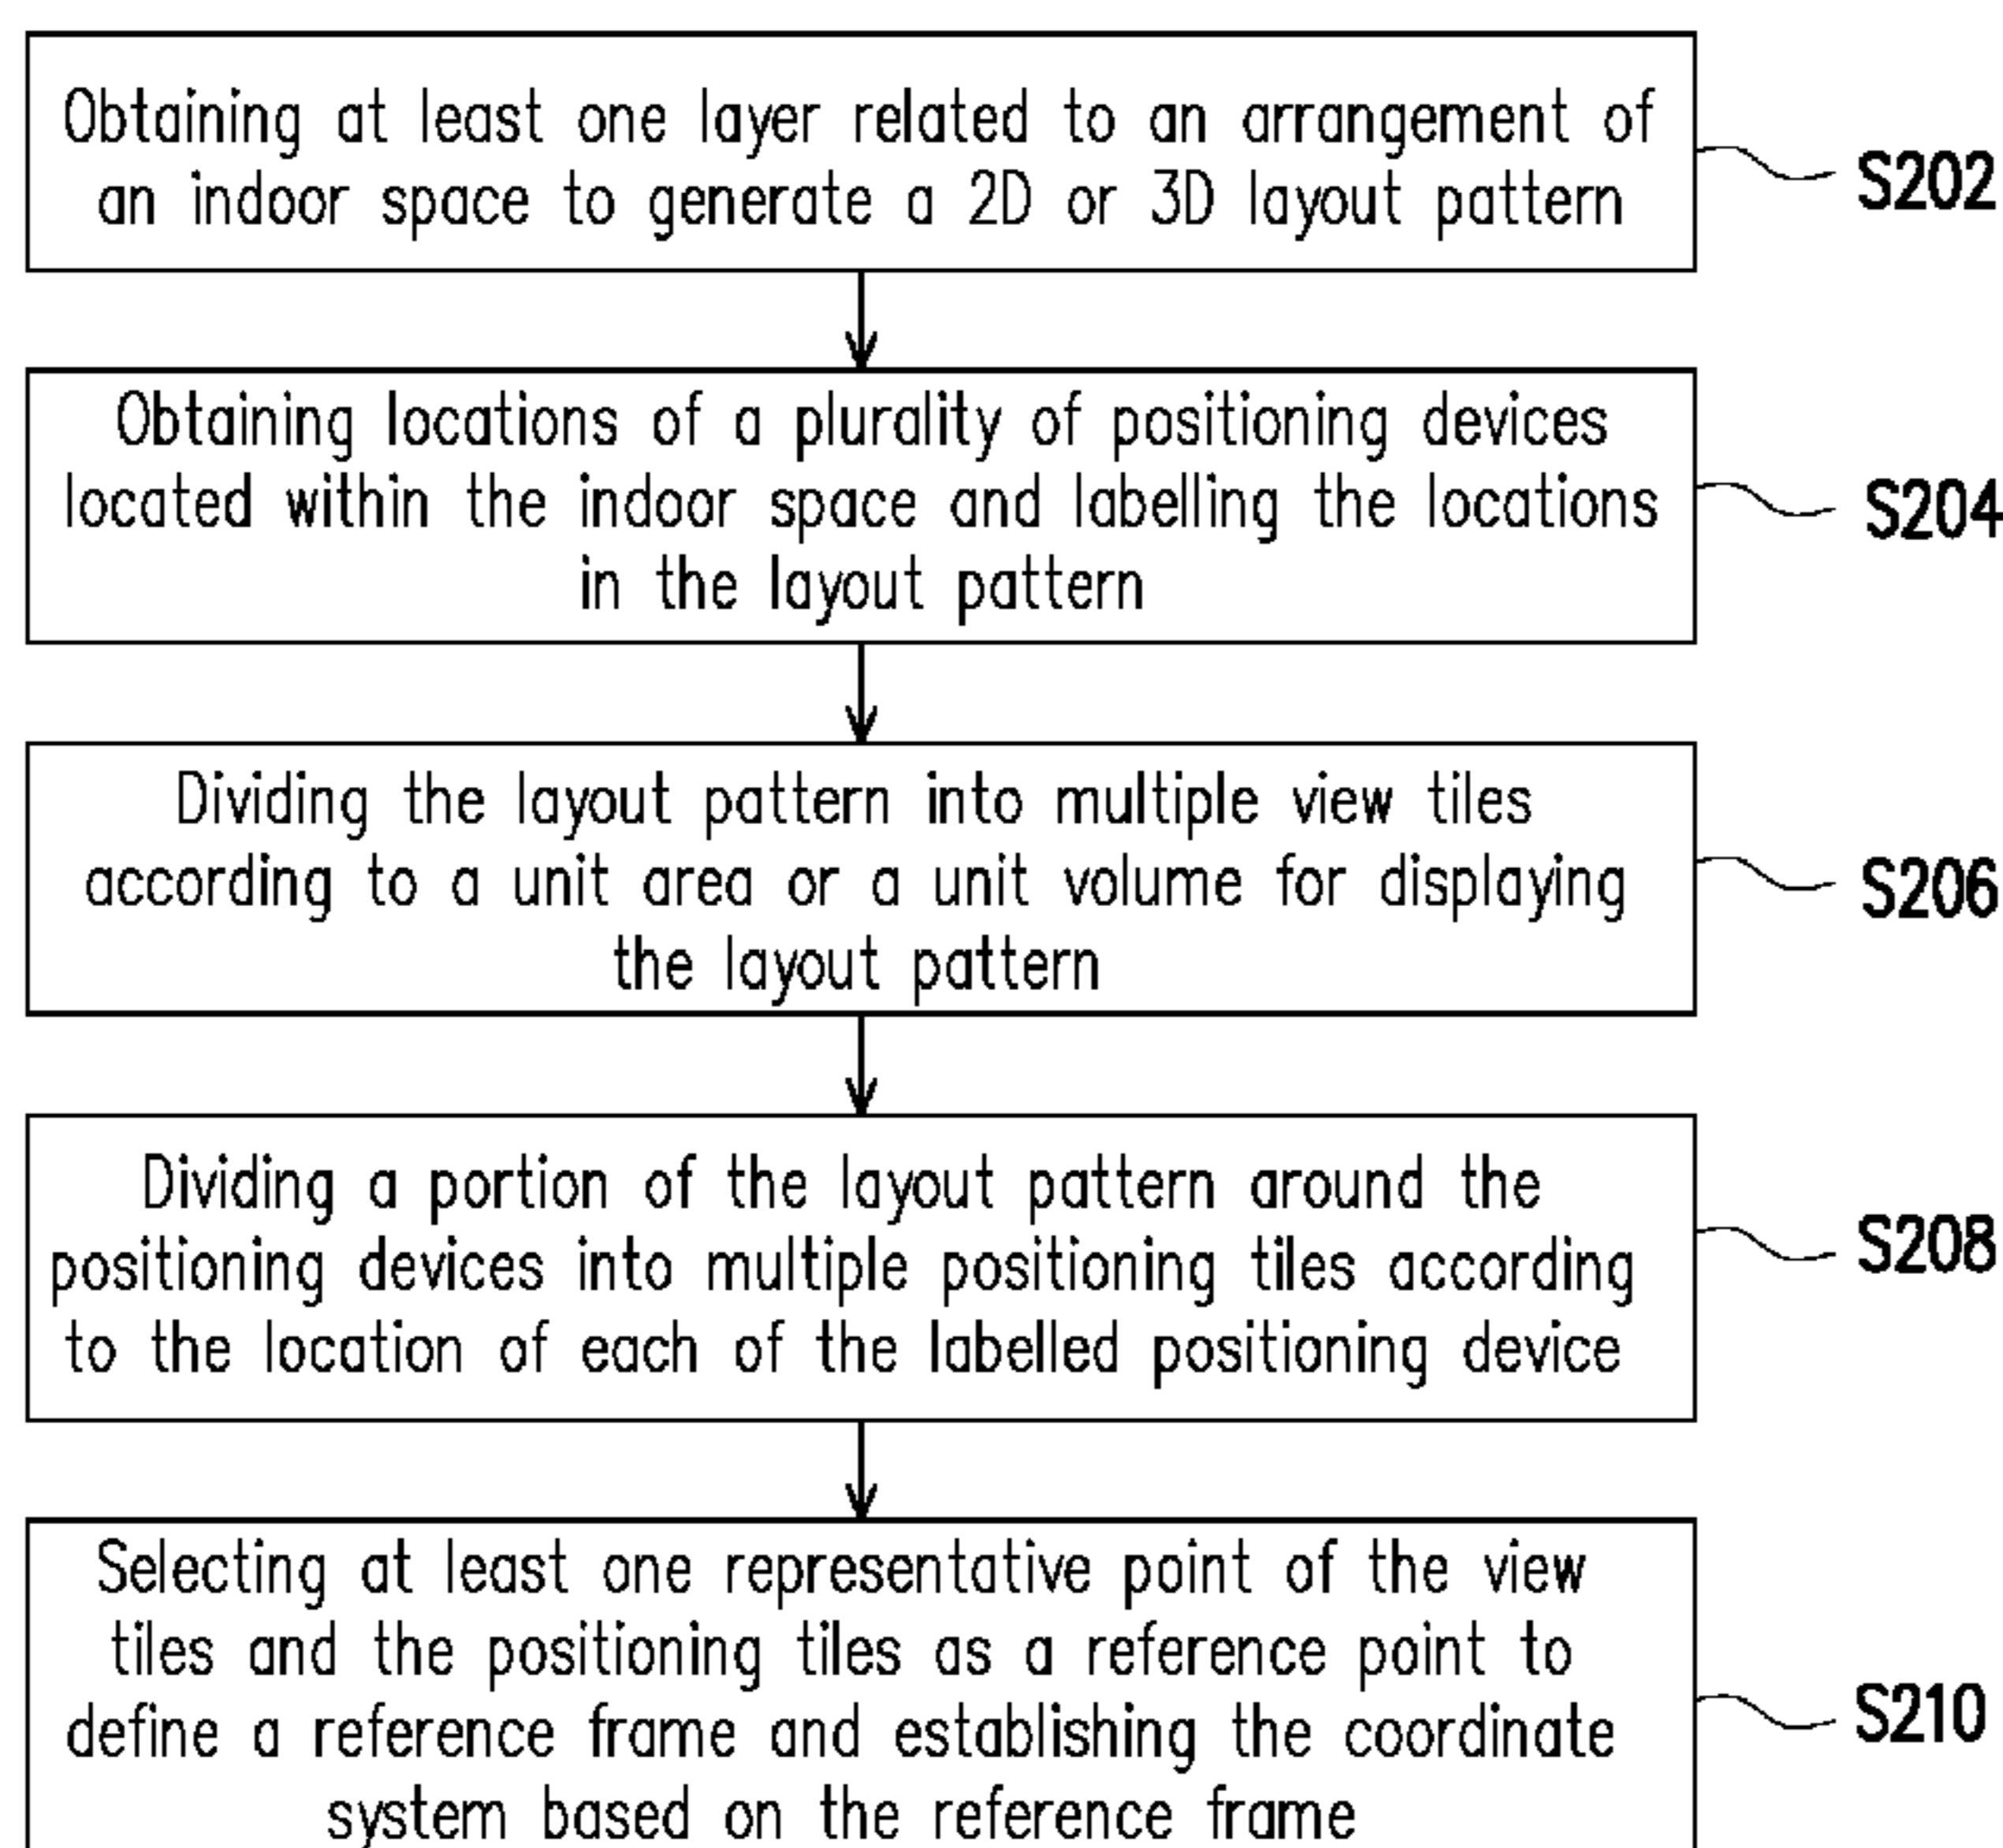 Obtaining at least one layer related to an arrangement of
an indoor space to generate a 2D or 3D layout pattern
S202
Obtaining locations of a plurality of positioning devices
located within the indoor space and labelling the locations
in the layout pattern
S204
Dividing the layout pattern into multiple view tiles
according to a unit area or a unit volume for displaying
the layout pattern
S206
Dividing a portion of the layout pattern around the
positioning devices into multiple positioning tiles according
to the location of each of the labelled positioning device
S208
Selecting at least one representative point of the view
tiles and the positioning tiles as a reference point to
define a reference frame and establishing the coordinate
system based on the reference frame
S210